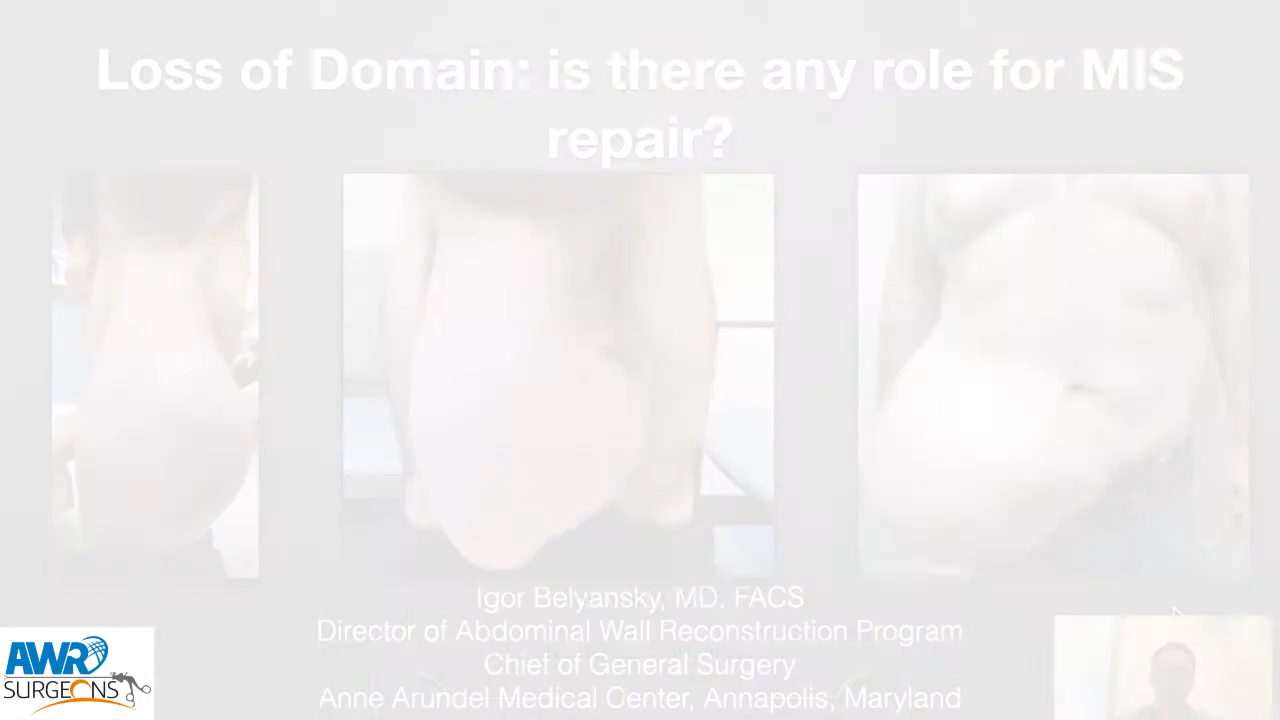 Loss of Domain: is there any role for MIS
repair?
Igor Belyansky, MD. FACS
Director of Abdominal Wall Reconstruction Program
Chief of General Surgery
Anne Arundel Medical Center, Annapolis, Maryland
AWR
SURGEONS